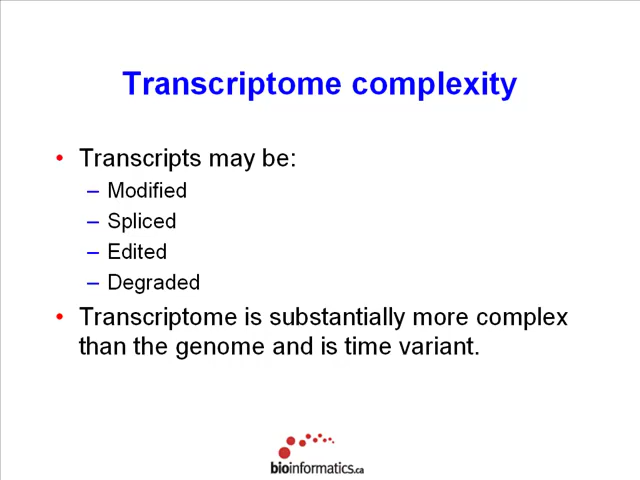 Transcriptome complexity
• Transcripts may be:
– Modified
– Spliced
– Edited
– Degraded
• Transcriptome is substantially more complex
than the genome and is time variant.
bioinformatics.ca